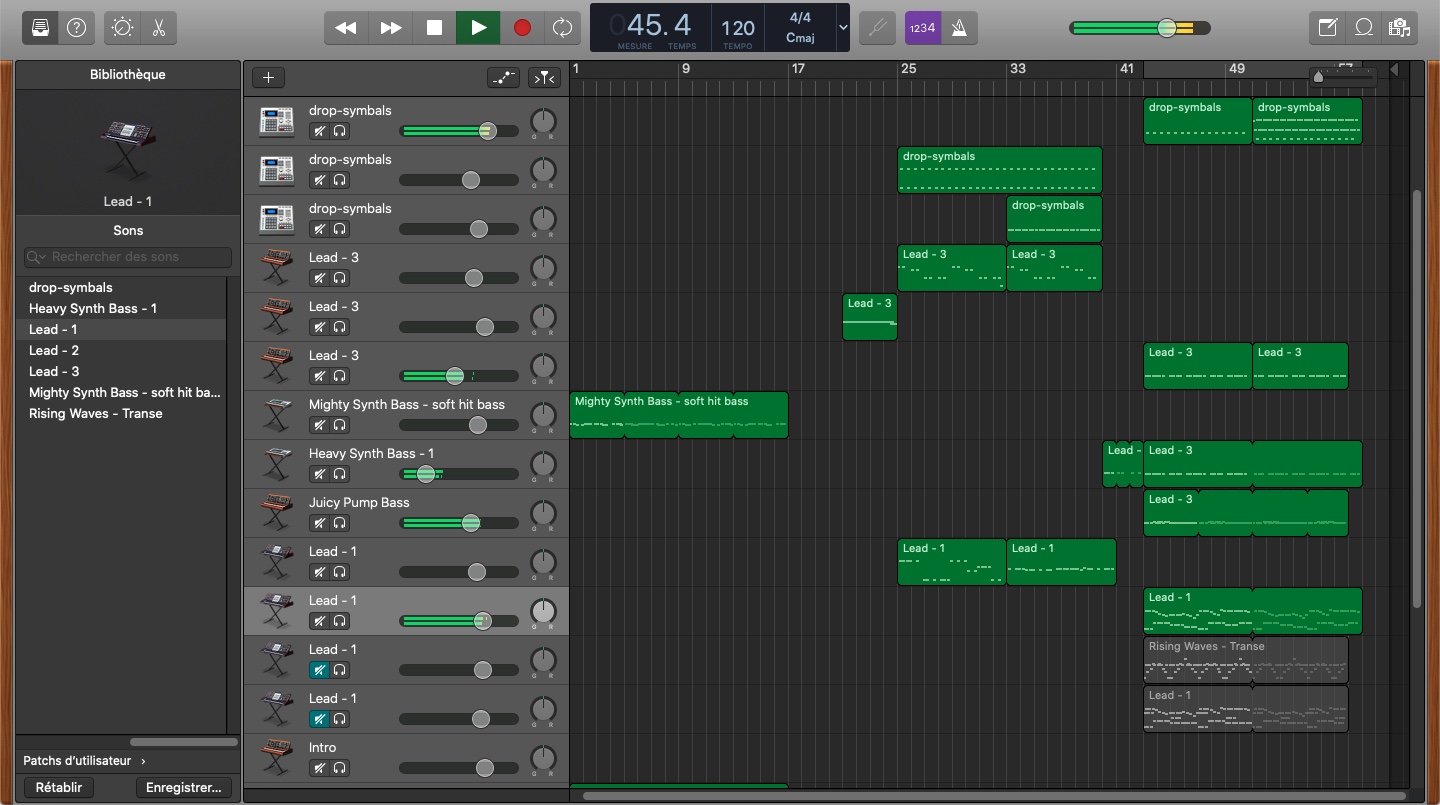 045.4
120
4/4
Cmaj
1234
MESURE TEMPS
TEMPO
Bibliothèque
1 9 17 25 33 41 49 57
Lead - 1
Sons
Rechercher des sons
drop-symbals
Heavy Synth Bass - 1
Lead - 1
Lead - 2
Lead - 3
Mighty Synth Bass - soft hit ba...
Rising Waves - Transe
Patchs d'utilisateur
Rétablir Enregistrer...
drop-symbals
G R
drop-symbals
G R
drop-symbals
G R
Lead - 3
G R
Lead - 3
G R
Lead - 3
G R
Mighty Synth Bass - soft hit bass
G R
Heavy Synth Bass - 1
G R
Juicy Pump Bass
G R
Lead - 1
G R
Lead - 1
G R
Lead - 1
G R
Lead - 1
G R
Intro
G R
drop-symbals drop-symbals
drop-symbals
drop-symbals
Lead - 3 Lead - 3
Lead - 3
Lead - 3 Lead - 3
Mighty Synth Bass - soft hit bass
Lead - Lead - 3
Lead - 3
Lead - 1 Lead - 1
Lead - 1
Rising Waves - Transe
Lead - 1